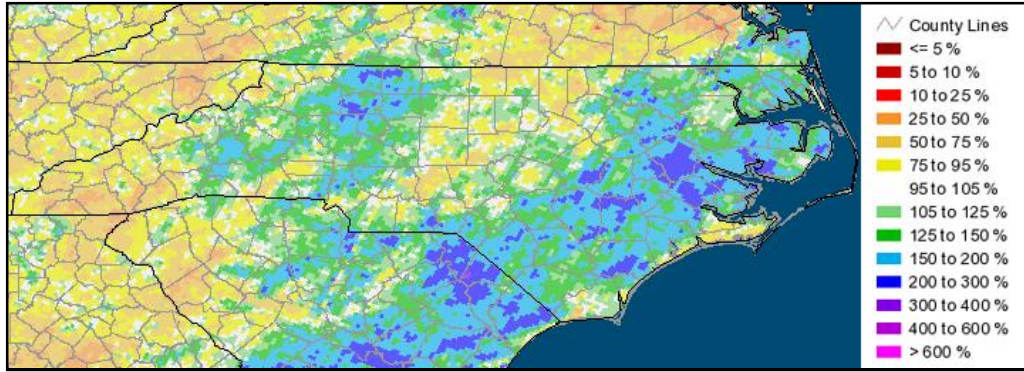 County Lines
<= 5 %
5 to 10 %
10 to 25 %
25 to 50 %
50 to 75 %
75 to 95 %
95 to 105 %
105 to 125 %
125 to 150 %
150 to 200 %
200 to 300 %
300 to 400 %
400 to 600 %
> 600 %